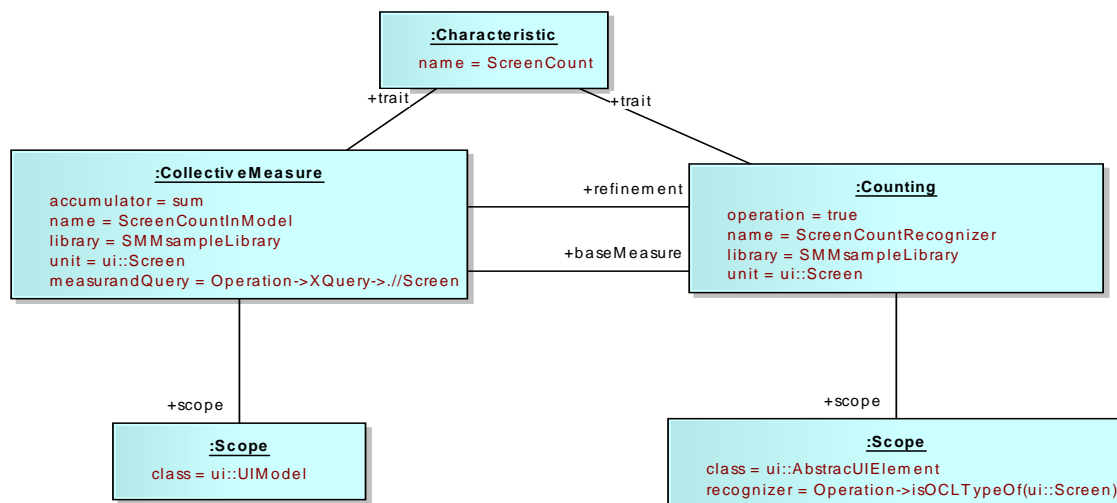 :Characteristic
name = ScreenCount
+trait
+trait
:CollectiveMeasure
accumulator = sum
name = ScreenCountInModel
library = SMMsampleLibrary
unit = ui::Screen
measurandQuery = Operation->XQuery->.//Screen
+refinement
+baseMeasure
:Counting
operation = true
name = ScreenCountRecognizer
library = SMMsampleLibrary
unit = ui::Screen
+scope
+scope
:Scope
class = ui::UIModel
:Scope
class = ui::AbstracUIElement
recognizer = Operation->isOCLTypeOf(ui::Screen)